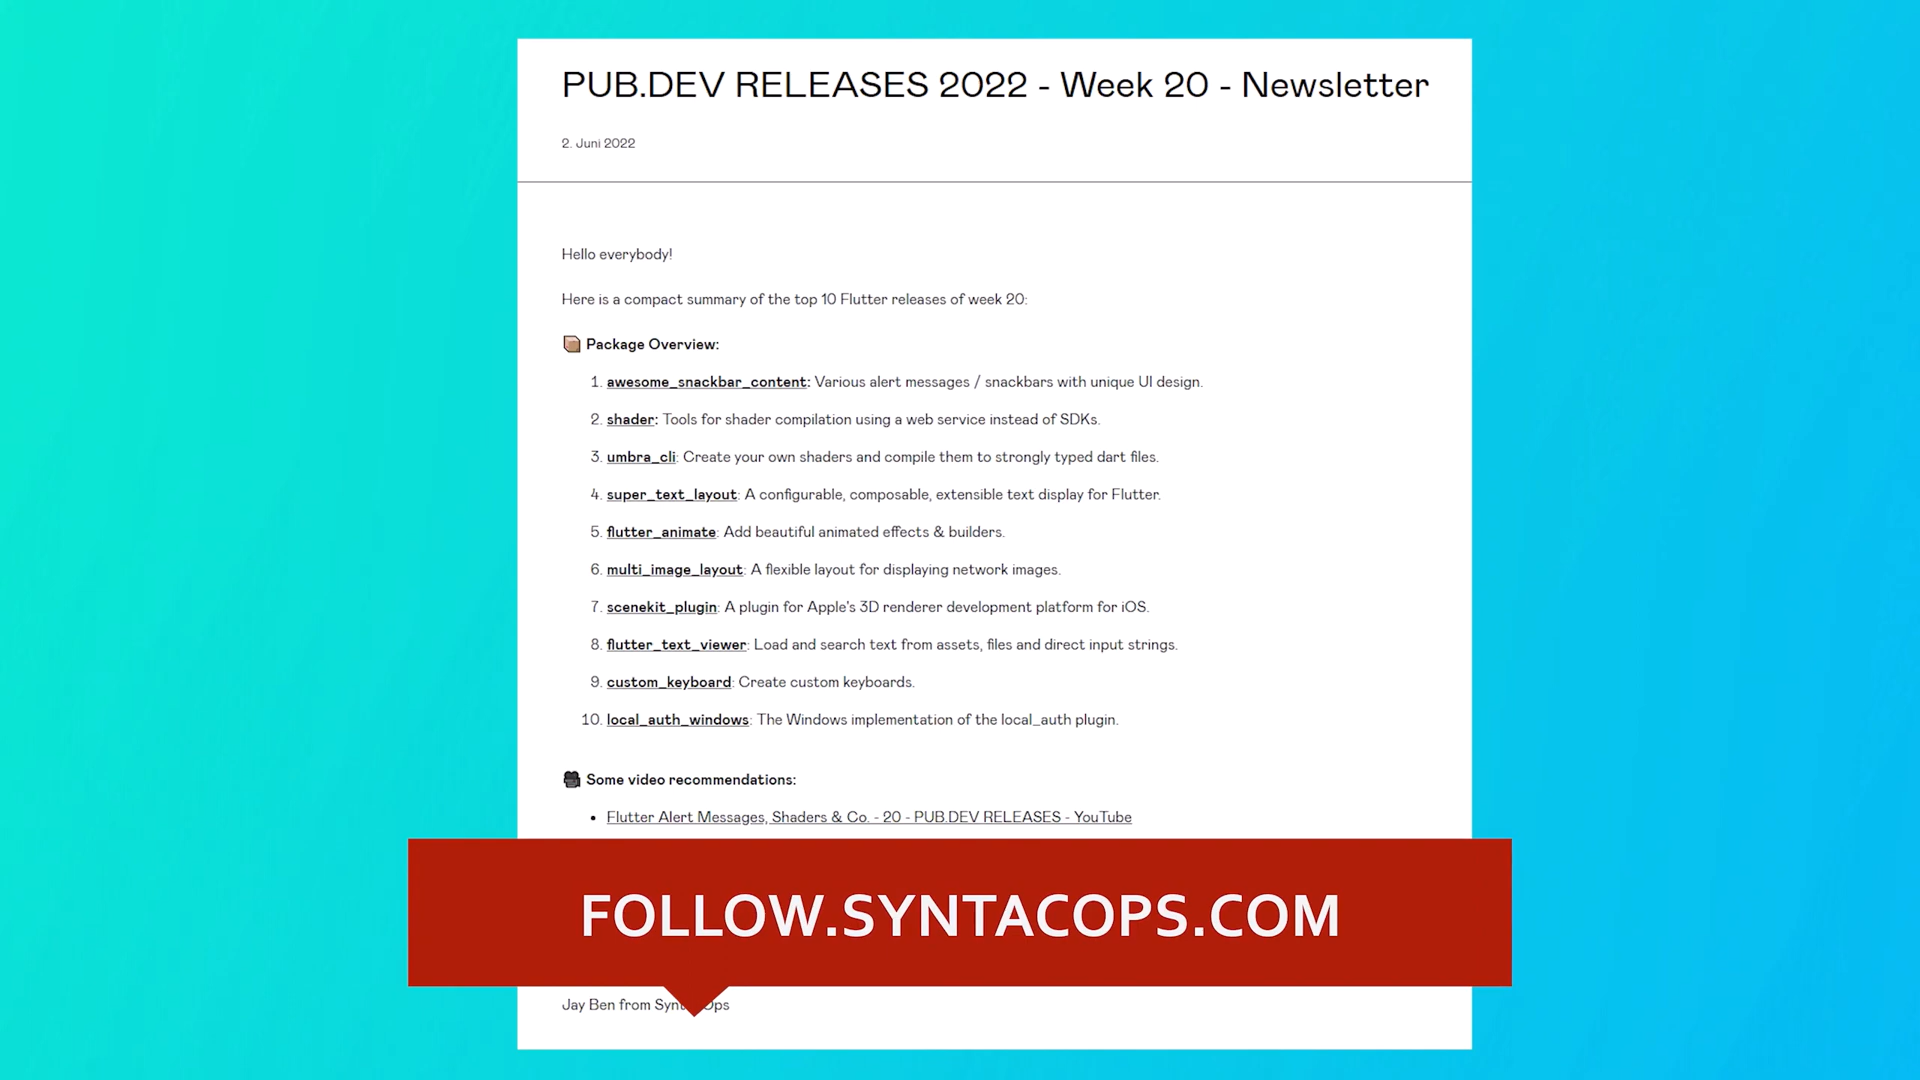 PUB.DEV RELEASES 2022 - Week 20 - Newsletter
2. Juni 2022
Hello everybody!
Here is a compact summary of the top 10 Flutter releases of week 20:
Package Overview:
1. awesome_snackbar_content: Various alert messages / snackbars with unique UI design.
2. shader: Tools for shader compilation using a web service instead of SDKs.
3. umbra_cli: Create your own shaders and compile them to strongly typed dart files.
4. super_text_layout: A configurable, composable, extensible text display for Flutter.
5. flutter_animate: Add beautiful animated effects & builders.
6. multi_image_layout: A flexible layout for displaying network images.
7. scenekit_plugin: A plugin for Apple's 3D renderer development platform for iOS.
8. flutter_text_viewer: Load and search text from assets, files and direct input strings.
9. custom_keyboard: Create custom keyboards.
10. local_auth_windows: The Windows implementation of the local_auth plugin.
Some video recommendations:
• Flutter Alert Messages, Shaders & Co. - 20 - PUB.DEV RELEASES - YouTube
FOLLOW.SYNTACOPS.COM
Jay Ben from